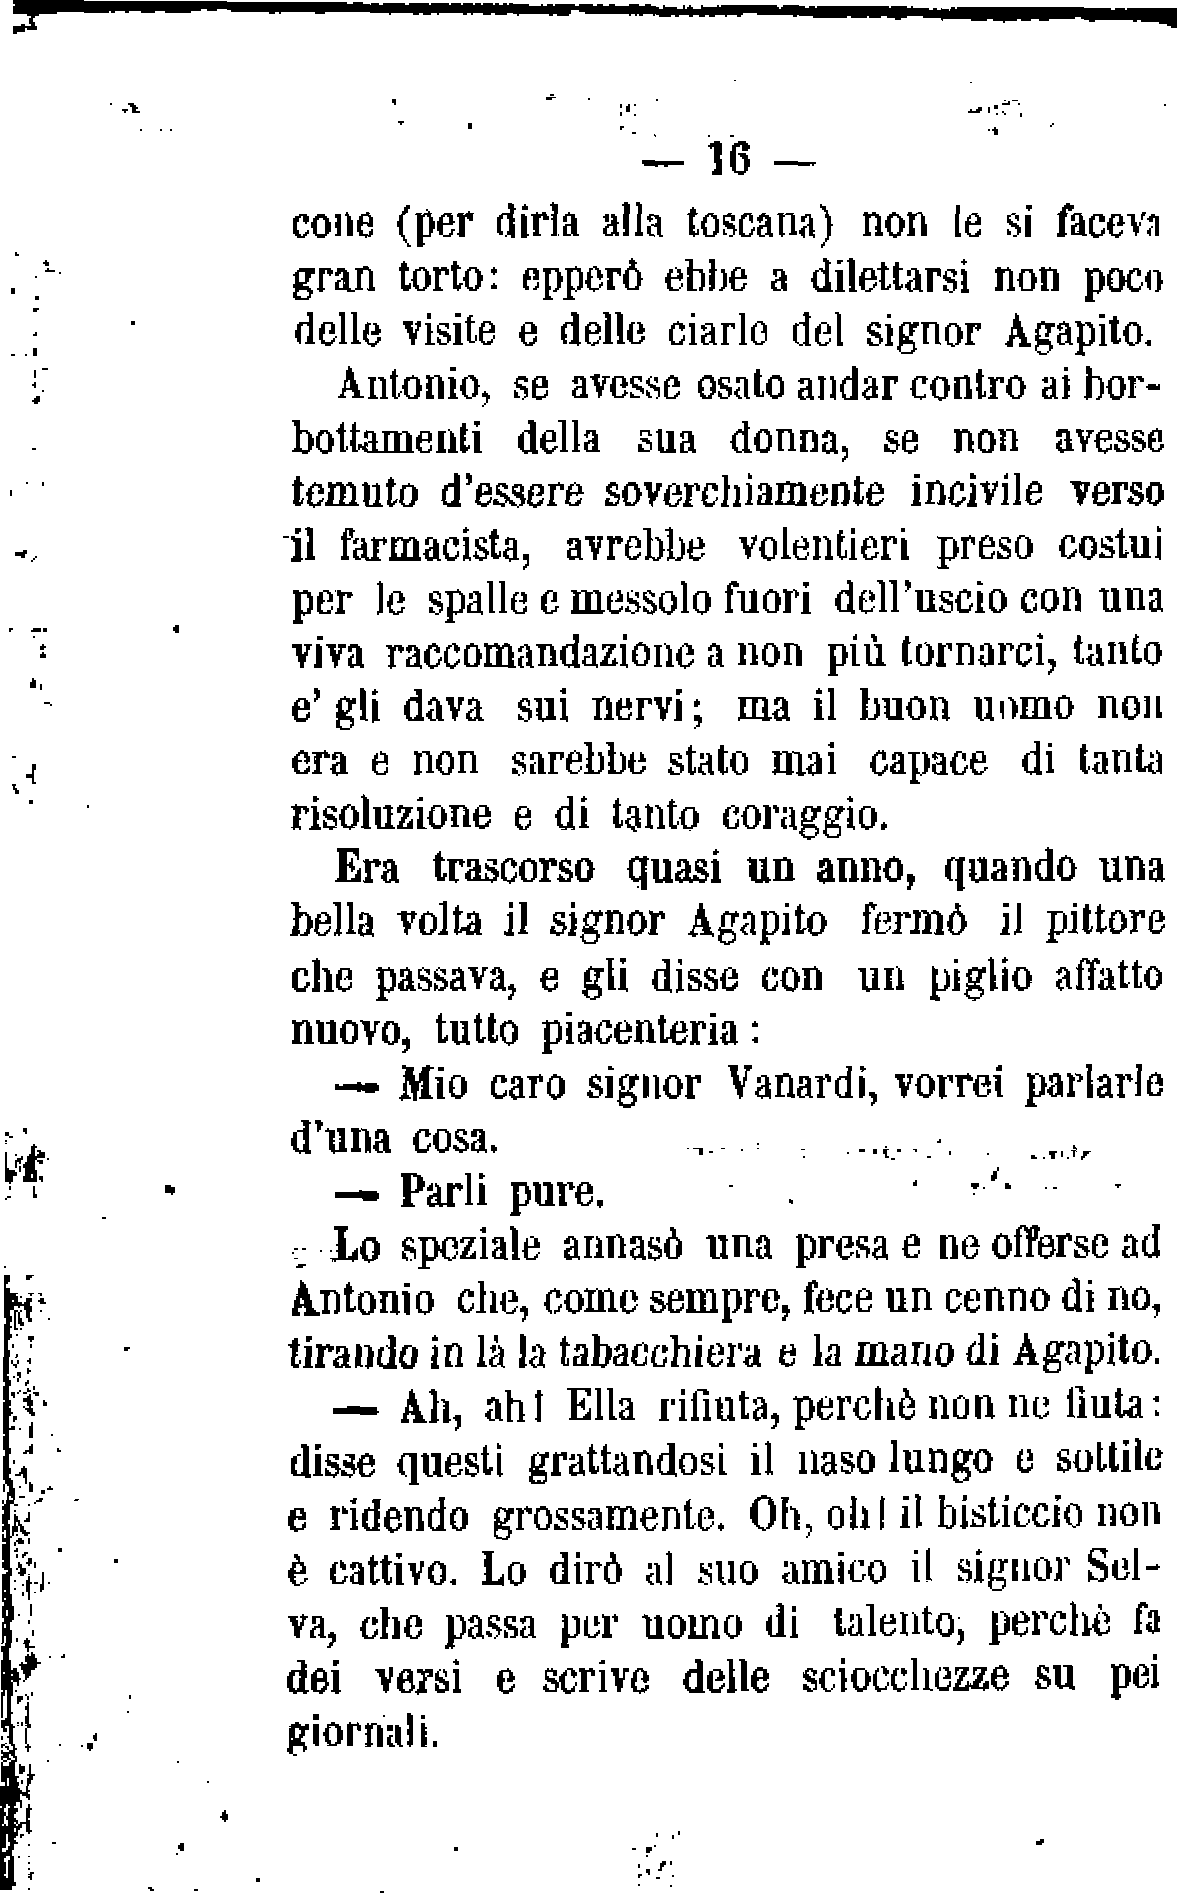 — 16 —
cone (per dirla alla toscana) non le si faceva
gran torto: epperò ebbe a dilettarsi non poco
delle visite e delle ciarle del signor Agapito.
Antonio, se avesse osato andar contro ai bor-
bottamenti della sua donna, se non avesse
temuto d'essere soverchiamente incivile verso
il farmacista, avrebbe volentieri preso costui
per le spalle e messolo fuori dell'uscio con una
viva raccomandazione a non più tornarci, tanto
e' gli dava sui nervi; ma il buon uomo non
era e non sarebbe stato mai capace di tanta
risoluzione e di tanto coraggio.
Era trascorso quasi un anno, quando una
bella volta il signor Agapito fermò il pittore
che passava, e gli disse con un piglio affatto
nuovo, tutto piacenteria:
— Mio caro signor Vanardi, vorrei parlarle
d'una cosa.
— Parli pure.
Lo speziale annasò una presa e ne offerse ad
Antonio che, come sempre, fece un cenno di no,
tirando in là la tabacchiera e la mano di Agapito.
— Ah, ah! Ella rifiuta, perchè non ne fiuta:
disse questi grattandosi il naso lungo e sottile
e ridendo grossamente. Oh, oh! il bisticcio non
è cattivo. Lo dirò al suo amico il signor Sel-
va, che passa per uomo di talento, perchè fa
dei versi e scrive delle sciocchezze su pei
giornali.